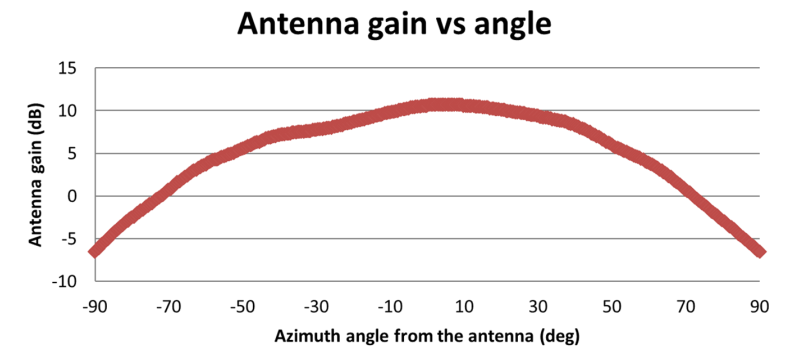 Antenna gain vs angle
15
10
5
0
-5
-10
Antenna gain (dB)
-90 -70 -50 -30 -10 10 30 50 70 90
Azimuth angle from the antenna (deg)